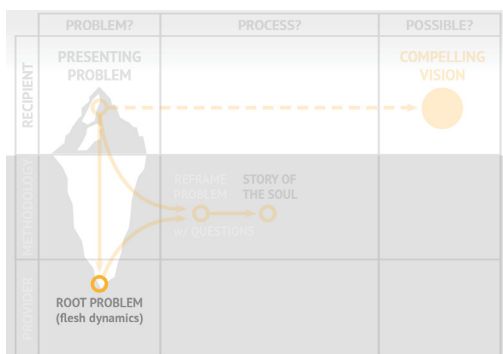 PROBLEM?
PROCESS?
POSSIBLE?
RECIPIENT
PRESENTING
PROBLEM
COMPELLING
VISION
METHODOLOGY
REFRAME
PROBLEM
w/ QUESTIONS
STORY OF
THE SOUL
PROVIDER
ROOT PROBLEM
(flesh dynamics)